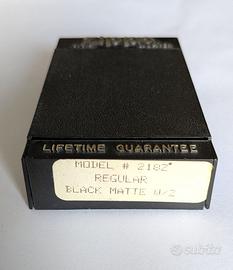 LIFETIME GUARANTEE
MODEL # 218Z*
REGULAR
BLACK MATTE W/Z
subito